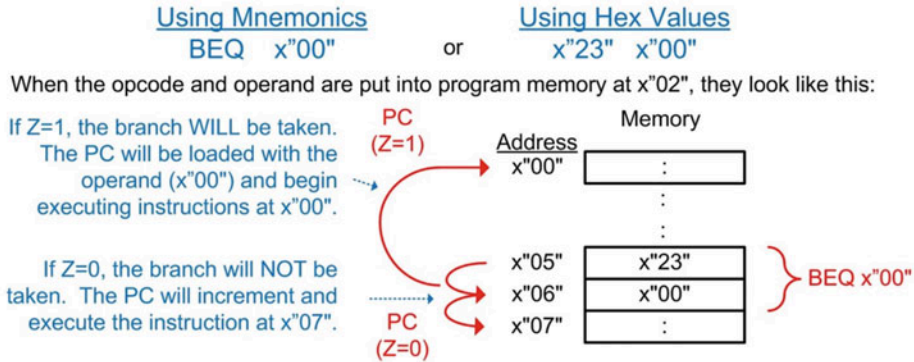 Using Mnemonics
Using Hex Values
BEQ x"00"
or
x"23" x"00"
When the opcode and operand are put into program memory at x"02", they look like this:
If Z=1, the branch WILL be taken.
The PC will be loaded with the
operand (x"00") and begin
executing instructions at x"00".
PC
(Z=1)
Memory
Address
x"00"
:
:
:
x"05"
x"23"
x"06"
x"00"
x"07"
:
BEQ x"00"
If Z=0, the branch will NOT be
taken. The PC will increment and
execute the instruction at x"07".
PC
(Z=0)